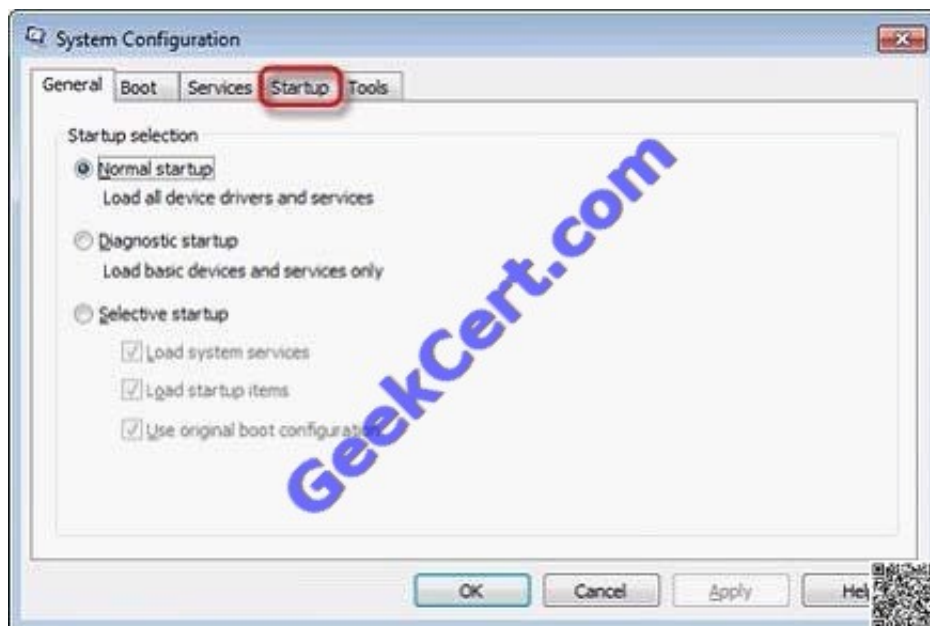 System Configuration
General Boot Services Startup Tools
Startup selection
Normal startup
Load all device drivers and services
Diagnostic startup
Load basic devices and services only
Selective startup
Load system services
Load startup items
Use original boot configuration
GeekCert.com
OK Cancel Apply